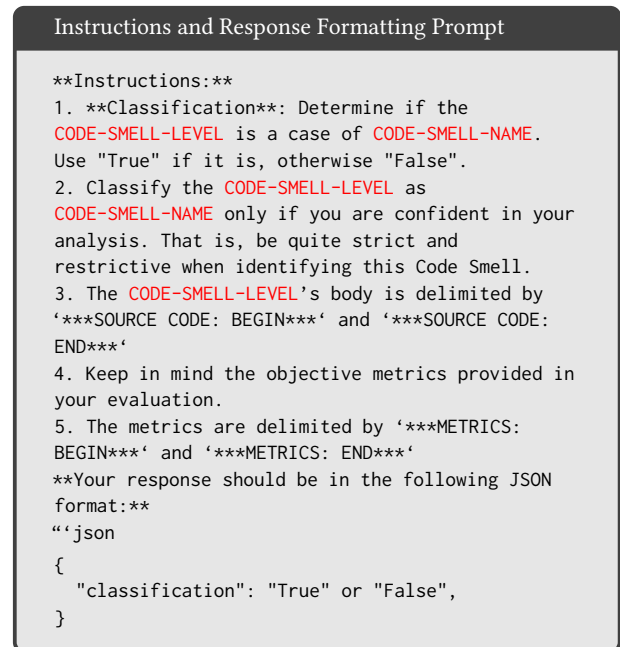 Instructions and Response Formatting Prompt
**Instructions:**
1. **Classification**: Determine if the
CODE-SMELL-LEVEL is a case of CODE-SMELL-NAME.
Use "True" if it is, otherwise "False".
2. Classify the CODE-SMELL-LEVEL as
CODE-SMELL-NAME only if you are confident in your
analysis. That is, be quite strict and
restrictive when identifying this Code Smell.
3. The CODE-SMELL-LEVEL's body is delimited by
‘***SOURCE CODE: BEGIN***‘ and ‘***SOURCE CODE:
END***‘
4. Keep in mind the objective metrics provided in
your evaluation.
5. The metrics are delimited by ‘***METRICS:
BEGIN***‘ and ‘***METRICS: END***‘
**Your response should be in the following JSON
format:**
“‘json
{
"classification": "True" or "False",
}